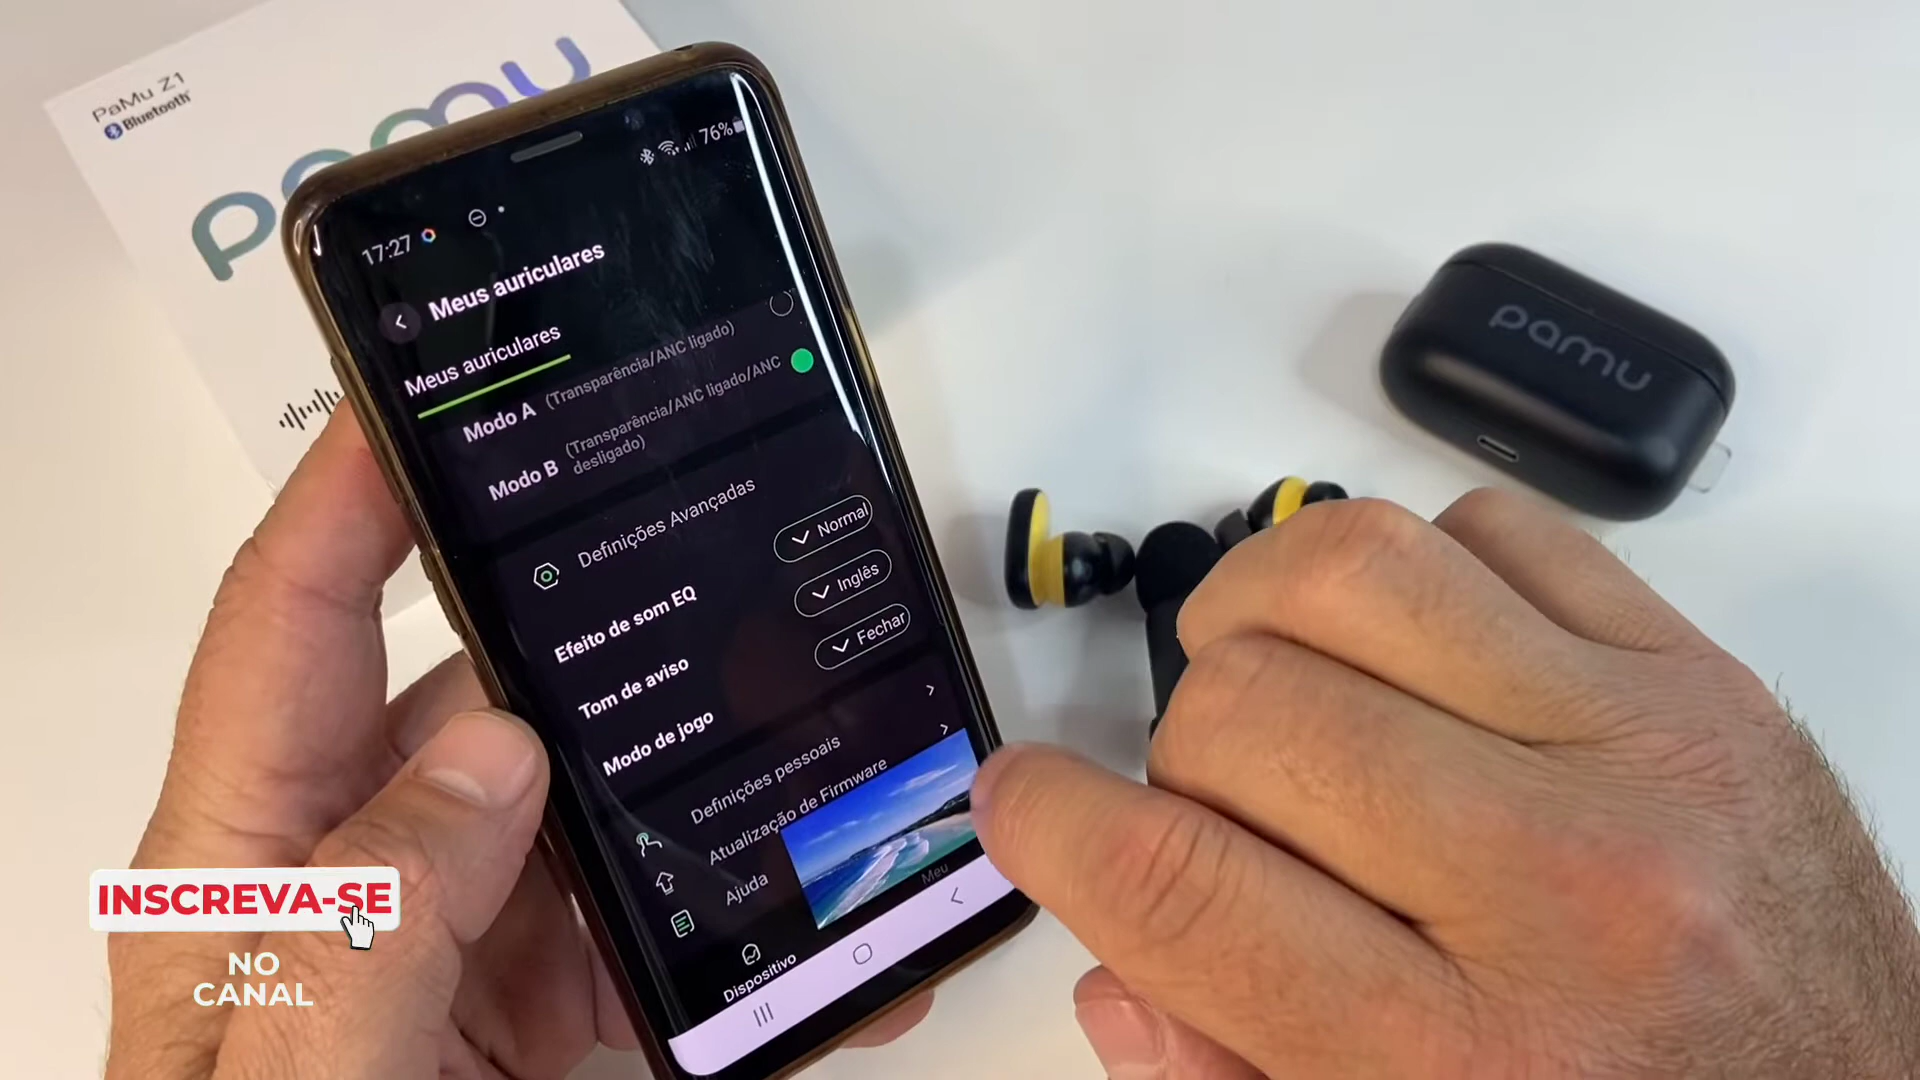 PaMu Z1
Bluetooth
pamu
17:27
76%
Meus auriculares
Meus auriculares
Modo A (Transparência/ANC ligado)
Modo B (Transparência/ANC ligado/ANC
desligado)
Definições Avançadas
Efeito de som EQ
Normal
Tom de aviso
Inglês
Modo de jogo
Fechar
Definições pessoais
Atualização de Firmware
Ajuda
Dispositivo
Meu
pamu
INSCREVA-SE
NO
CANAL